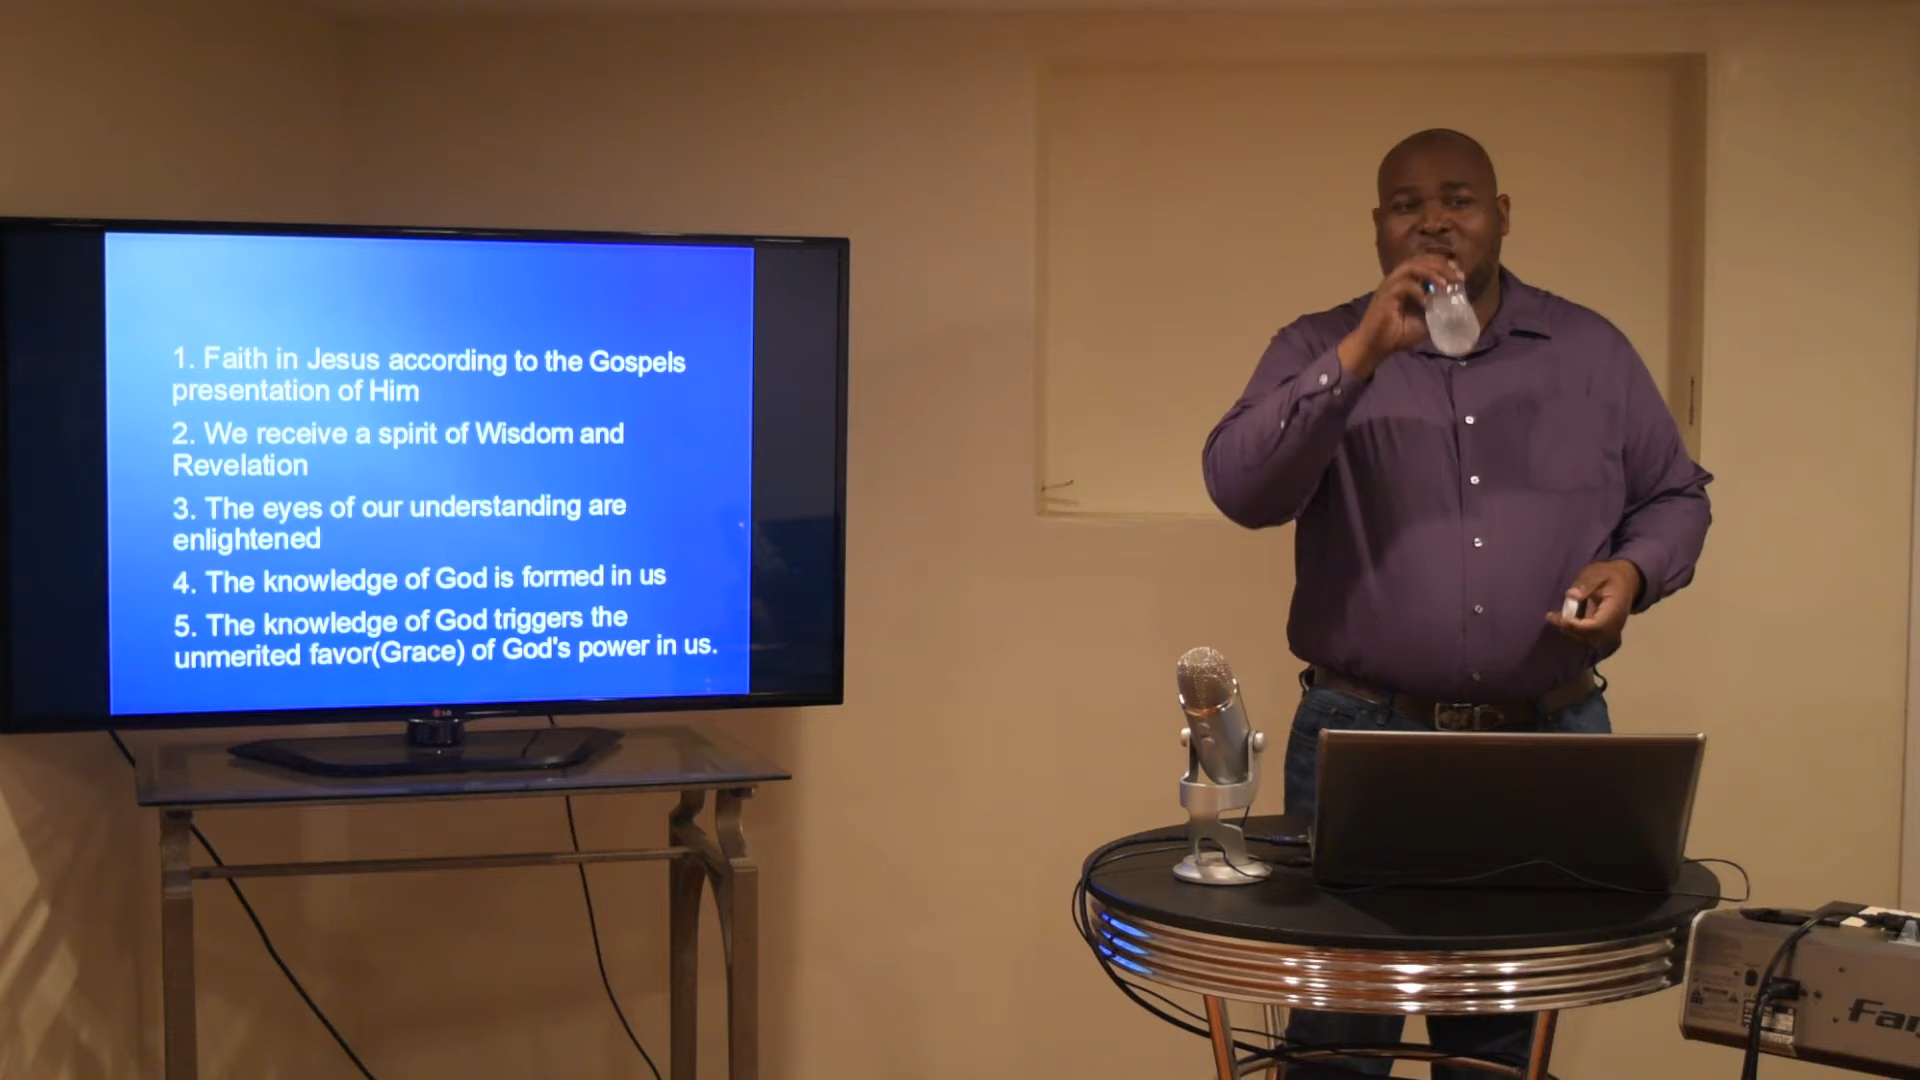 1. Faith in Jesus according to the Gospels
presentation of Him
2. We receive a spirit of Wisdom and
Revelation
3. The eyes of our understanding are
enlightened
4. The knowledge of God is formed in us
5. The knowledge of God triggers the
unmerited favor(Grace) of God's power in us.
LG